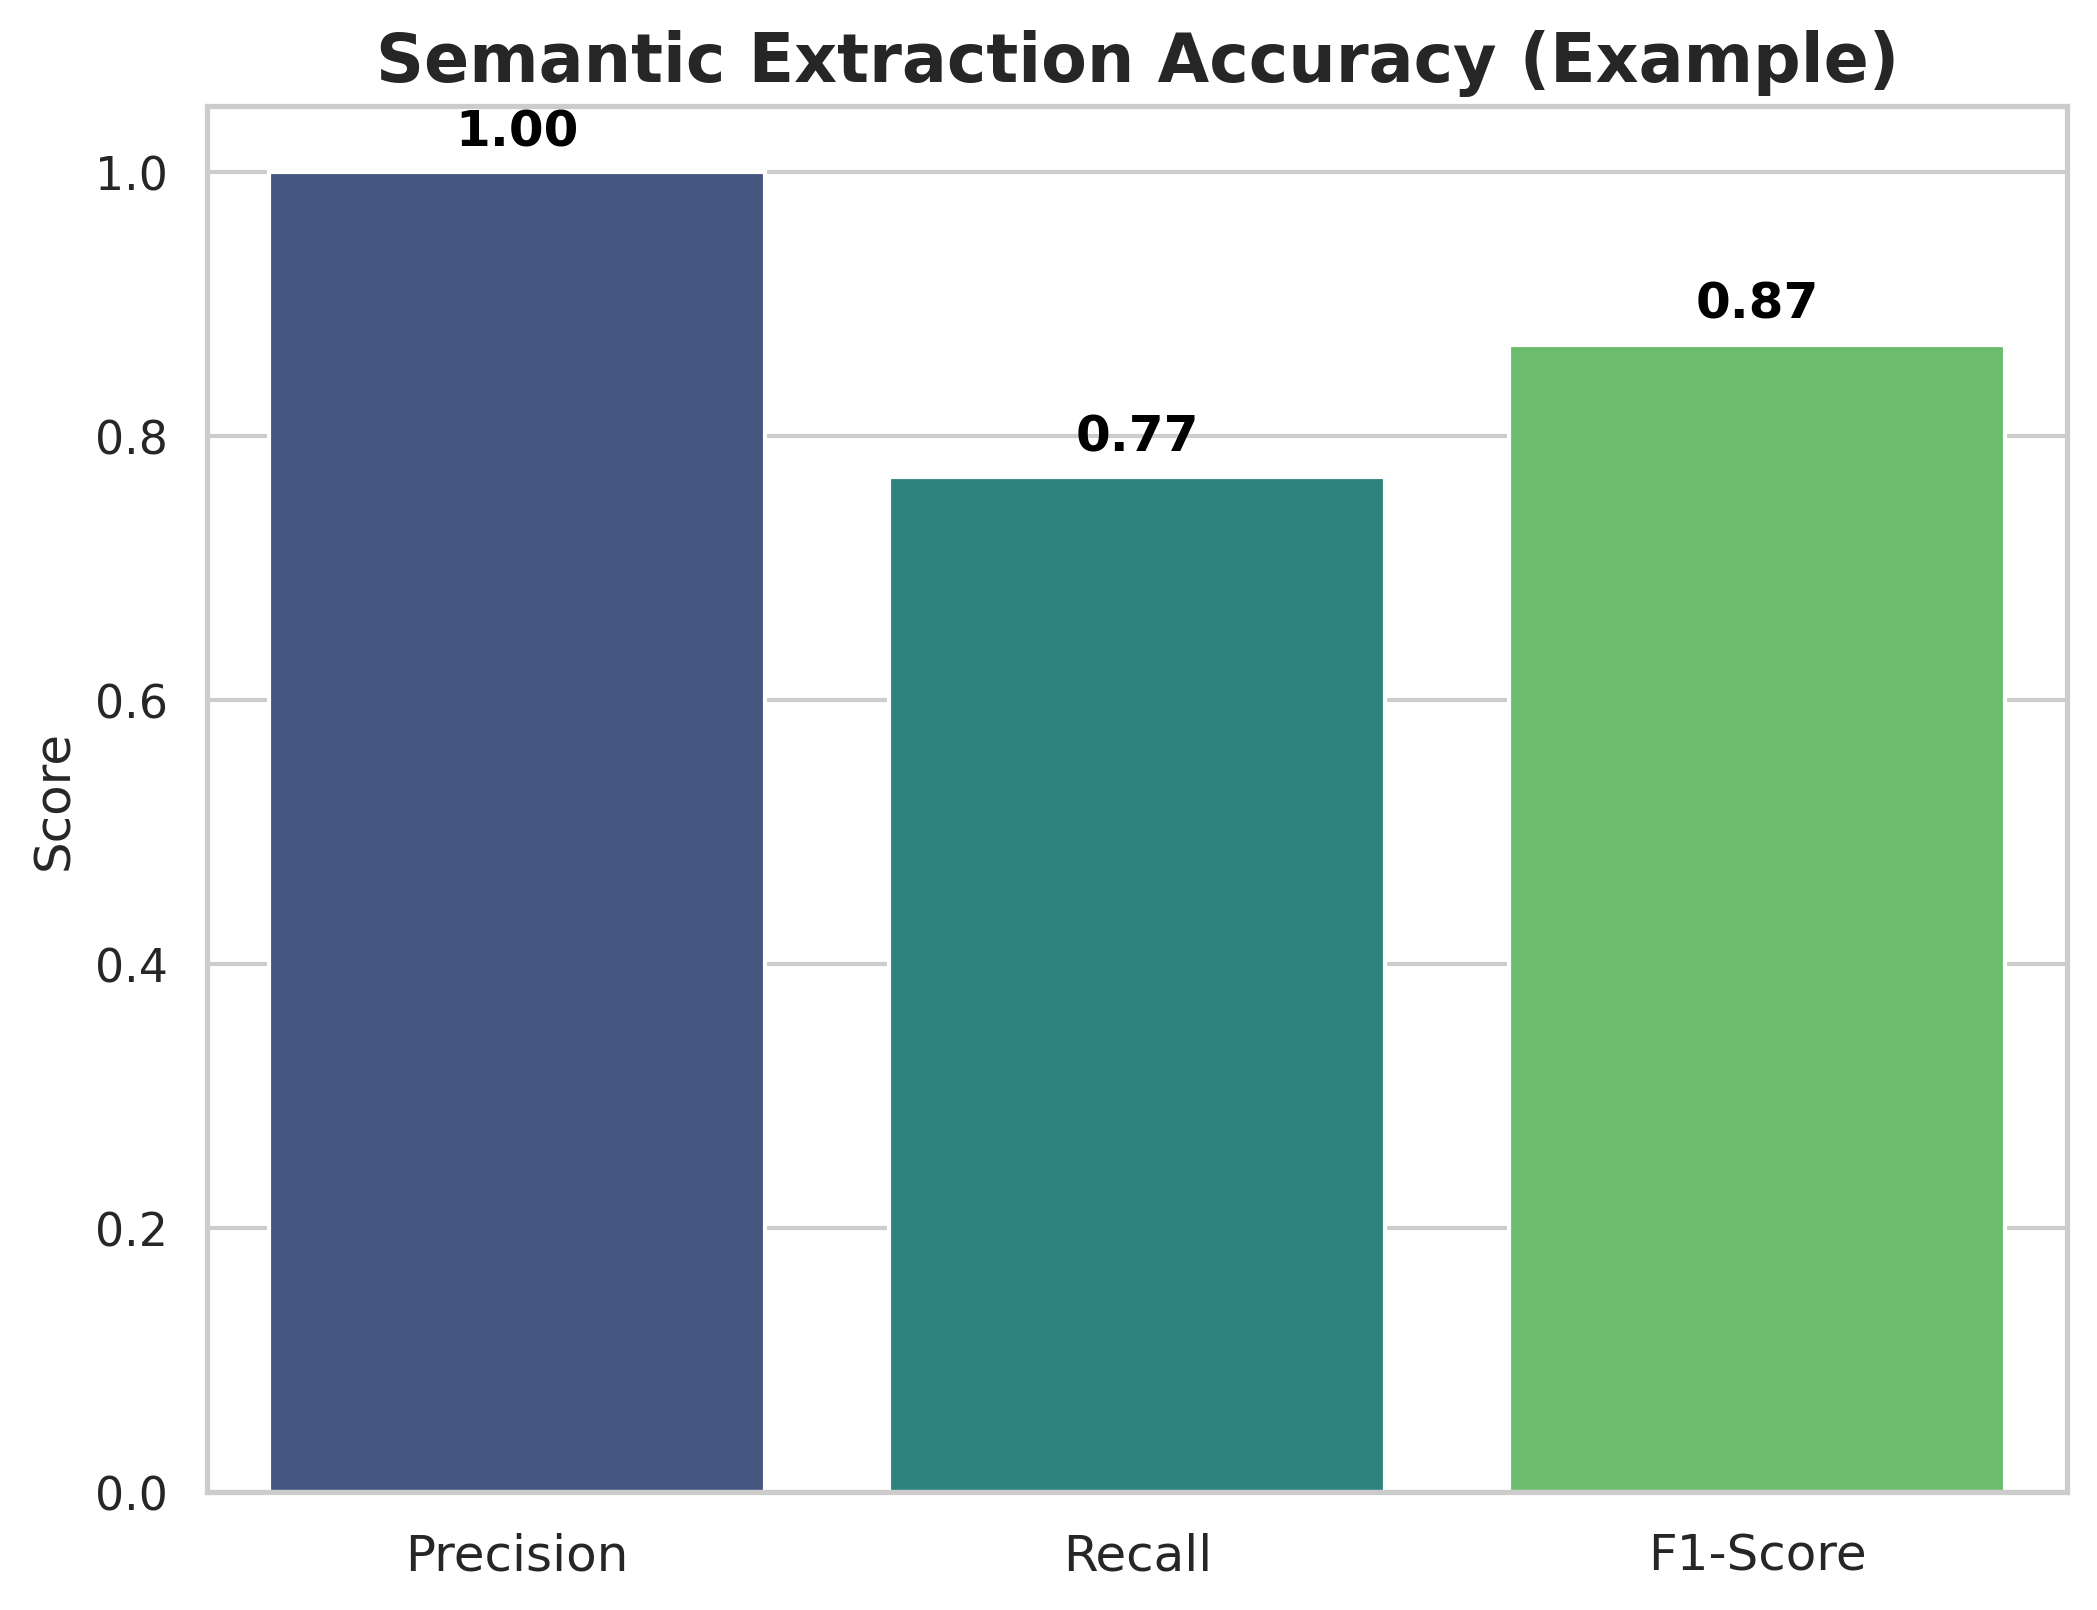 Semantic Extraction Accuracy (Example)
1.00
0.77
0.87
Score
1.0
0.8
0.6
0.4
0.2
0.0
Precision
Recall
F1-Score